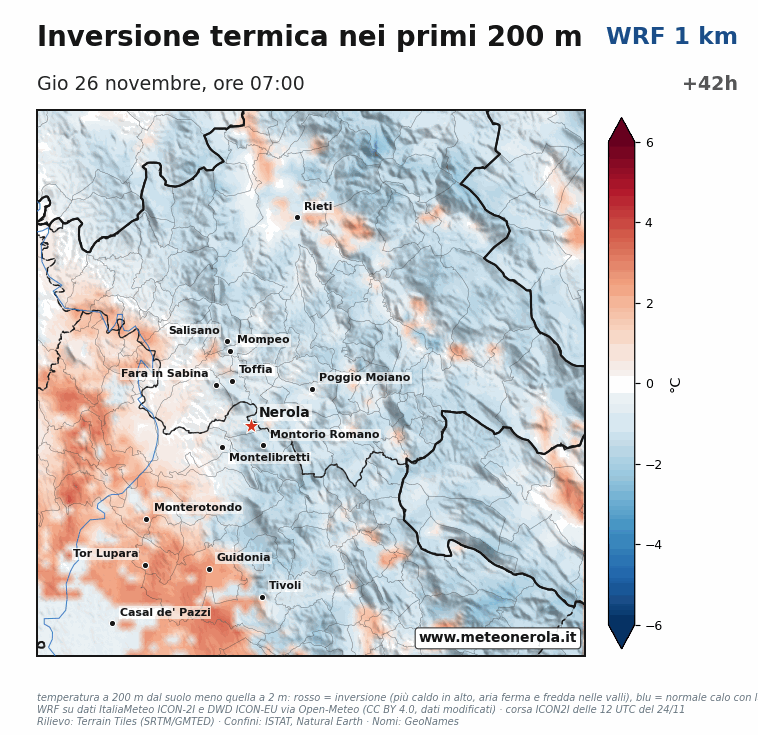 Inversione termica nei primi 200 m WRF 1 km
Gio 26 novembre, ore 07:00 +42h
Rieti
Salisano
Mompeo
Fara in Sabina
Toffia
Poggio Moiano
Nerola
Montorio Romano
Montelibretti
Monterotondo
Tor Lupara
Guidonia
Tivoli
Casal de' Pazzi
www.meteonerola.it
6
4
2
0
−2
−4
−6
°C
temperatura a 200 m dal suolo meno quella a 2 m: rosso = inversione (più caldo in alto, aria ferma e fredda nelle valli), blu = normale calo con l
WRF su dati ItaliaMeteo ICON-2I e DWD ICON-EU via Open-Meteo (CC BY 4.0, dati modificati) · corsa ICON2I delle 12 UTC del 24/11
Rilievo: Terrain Tiles (SRTM/GMTED) · Confini: ISTAT, Natural Earth · Nomi: GeoNames